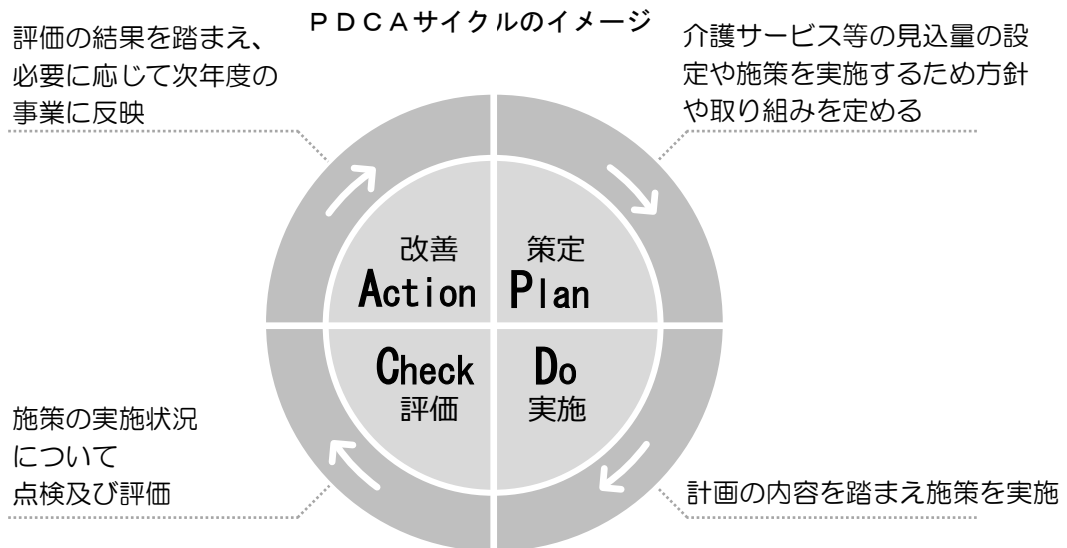 PDCAサイクルのイメージ
評価の結果を踏まえ、
必要に応じて次年度の
事業に反映
介護サービス等の見込量の設
定や施策を実施するため方針
や取り組みを定める
改善
Action
策定
Plan
Check
評価
Do
実施
施策の実施状況
について
点検及び評価
計画の内容を踏まえ施策を実施